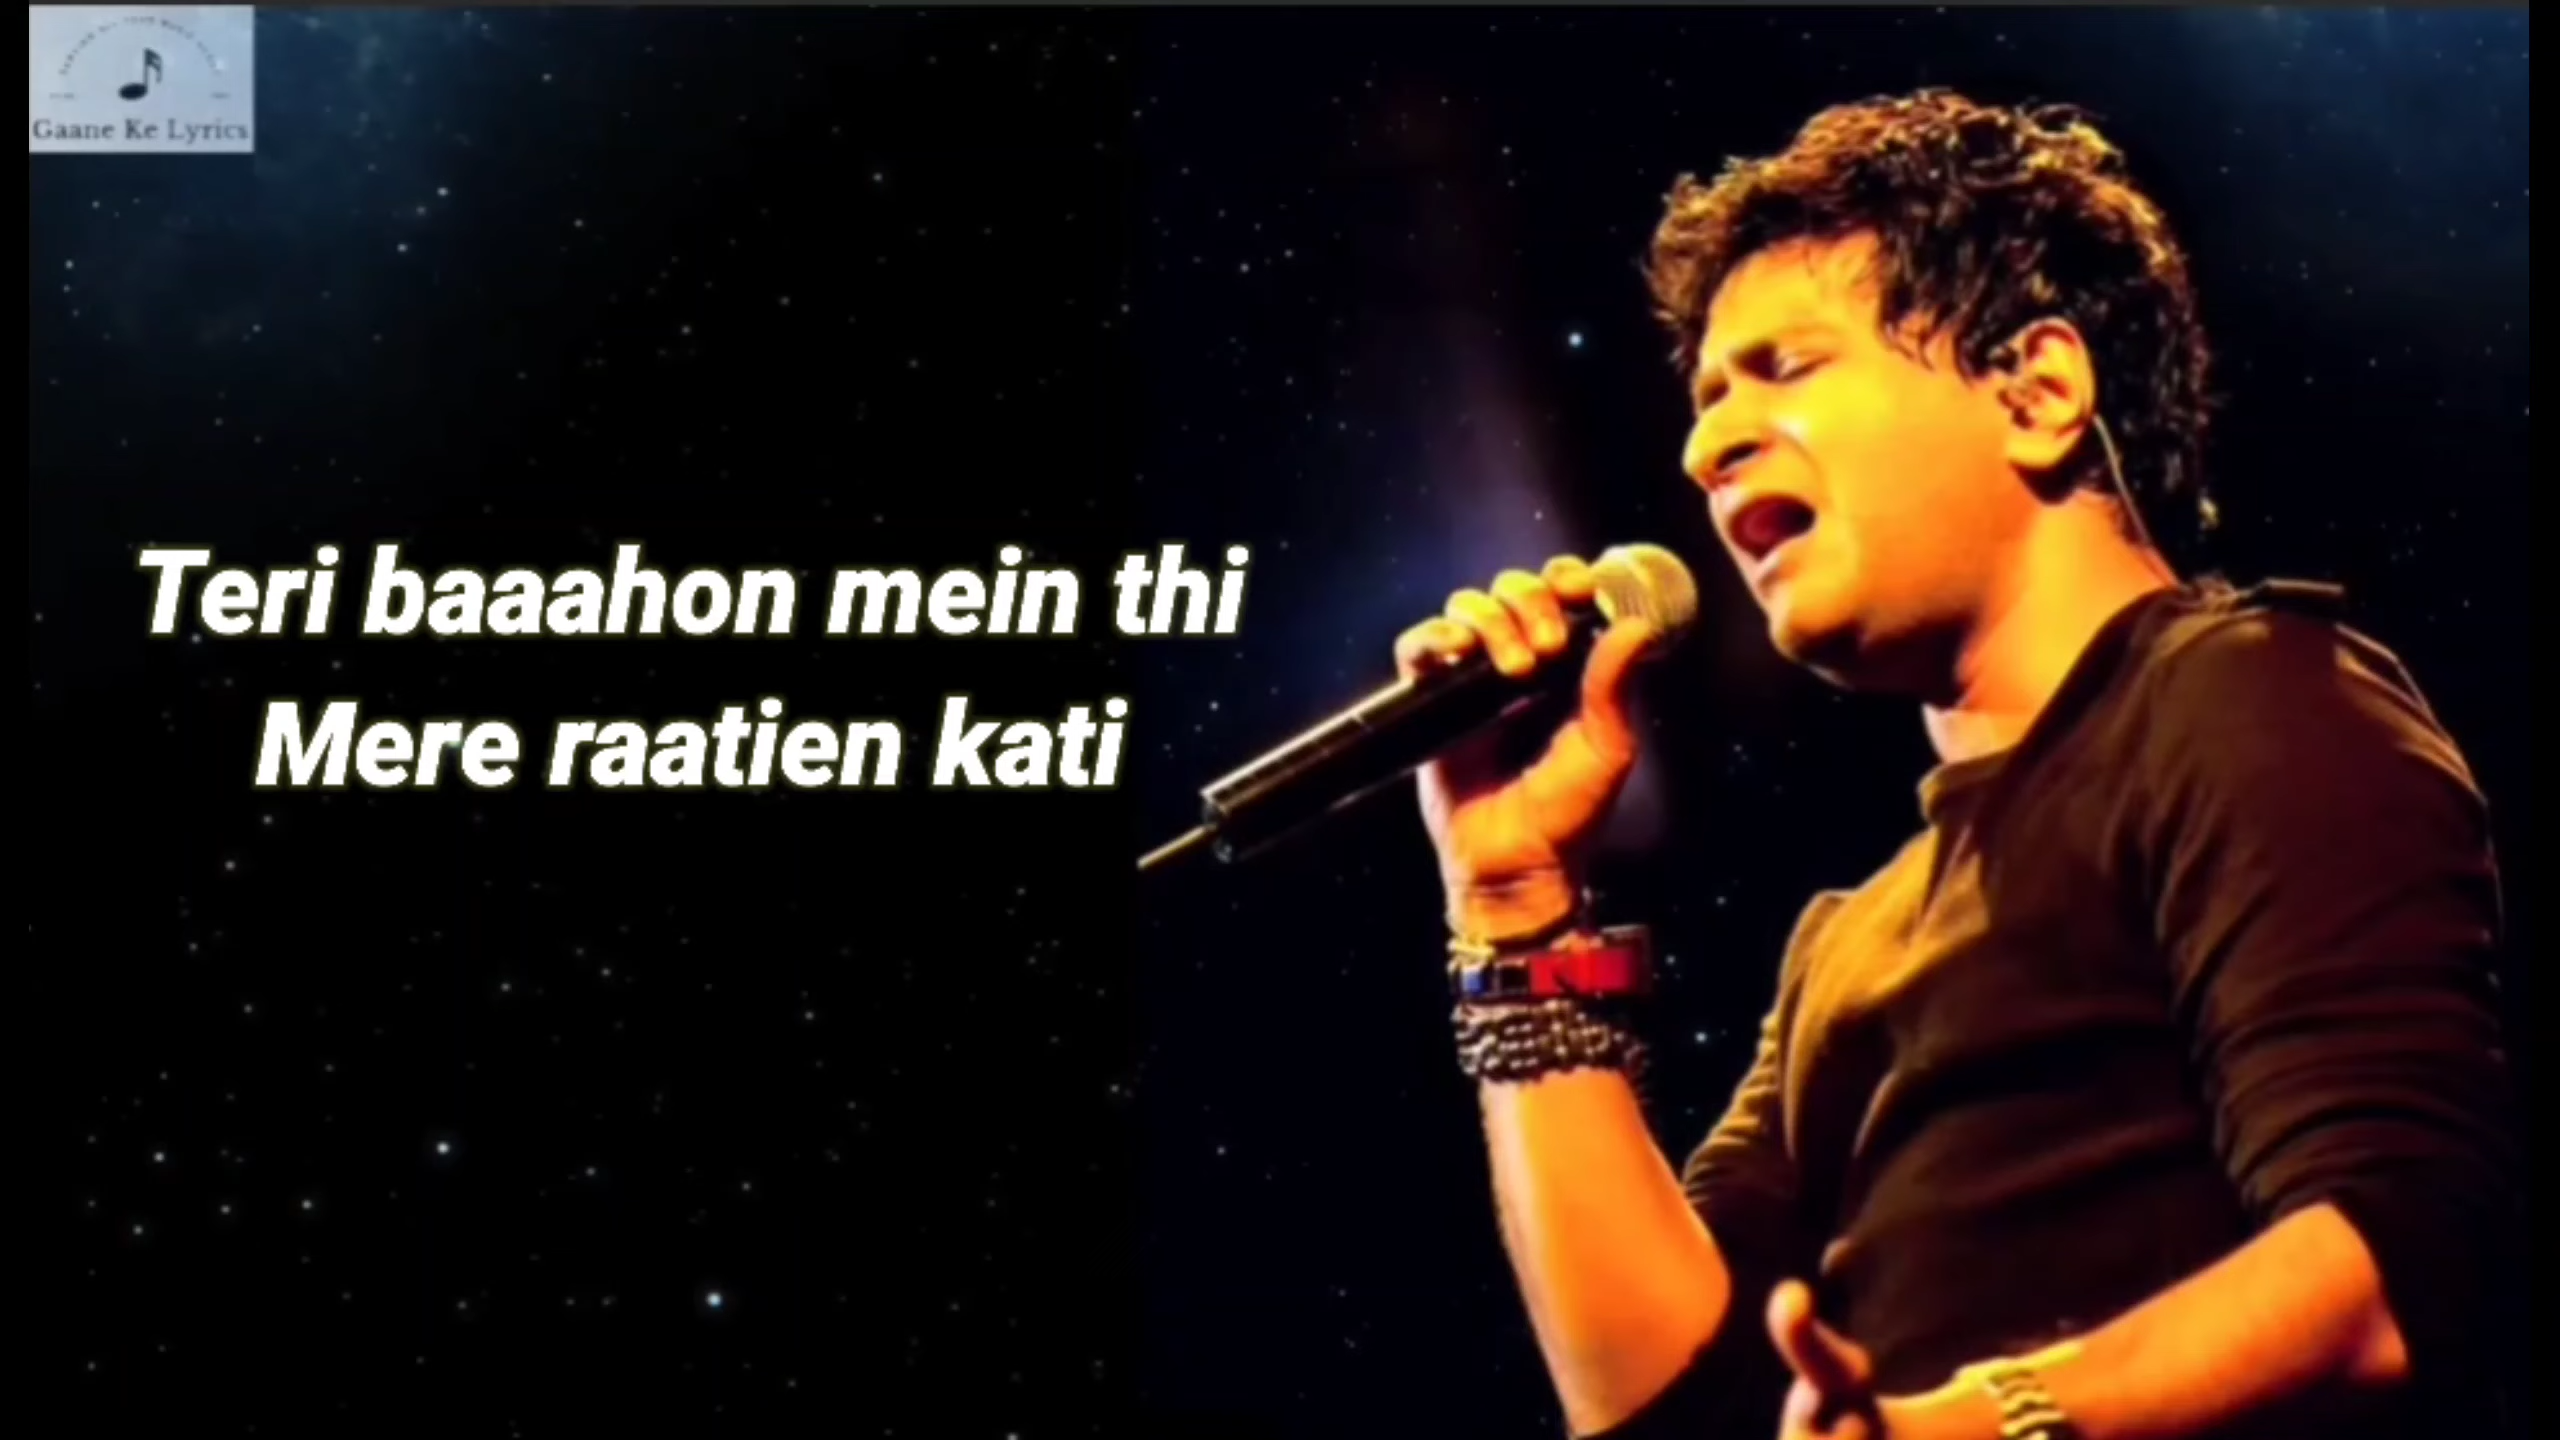 Gaane Ke Lyrics
Teri baaahon mein thi
Mere raatien kati